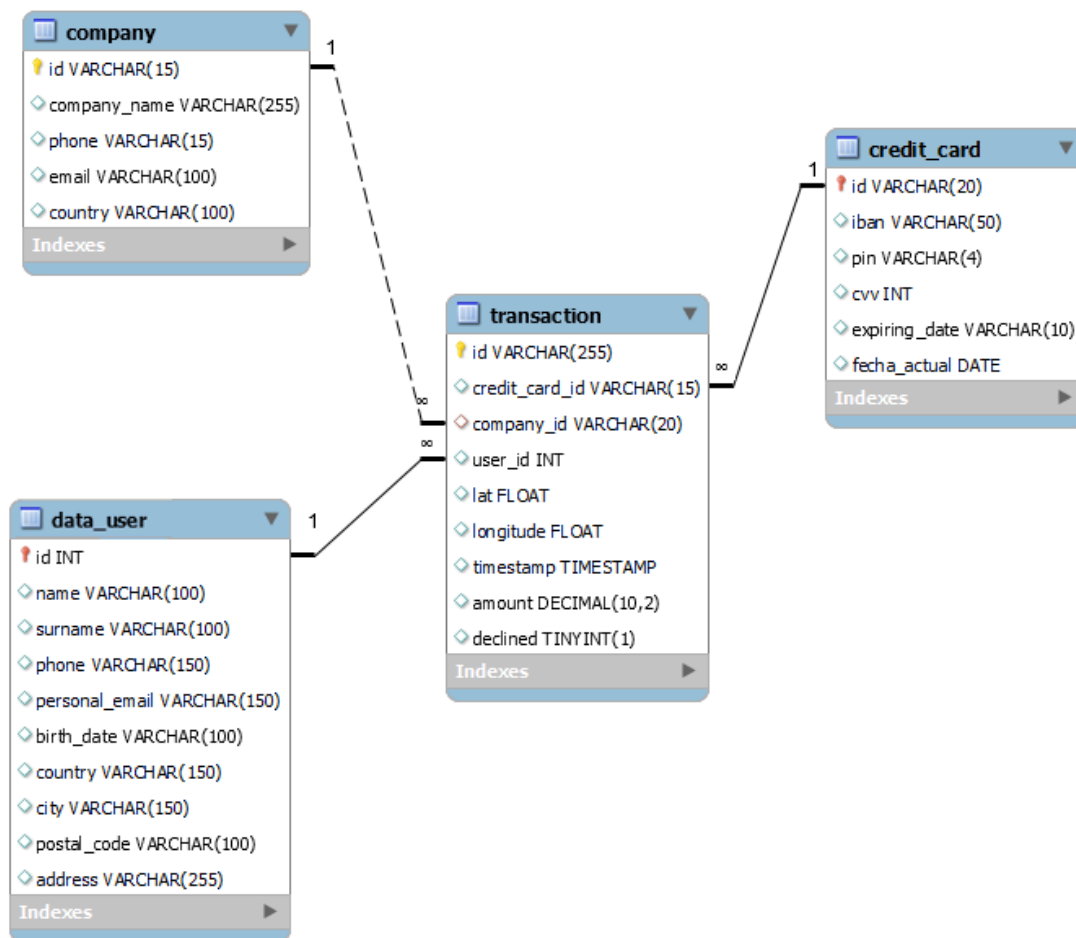 company
id VARCHAR(15)
company_name VARCHAR(255)
phone VARCHAR(15)
email VARCHAR(100)
country VARCHAR(100)
Indexes
1
∞
credit_card
id VARCHAR(20)
iban VARCHAR(50)
pin VARCHAR(4)
cvv INT
expiring_date VARCHAR(10)
fecha_actual DATE
Indexes
1
∞
transaction
id VARCHAR(255)
credit_card_id VARCHAR(15)
company_id VARCHAR(20)
user_id INT
lat FLOAT
longitude FLOAT
timestamp TIMESTAMP
amount DECIMAL(10,2)
declined TINYINT(1)
Indexes
∞
1
data_user
id INT
name VARCHAR(100)
surname VARCHAR(100)
phone VARCHAR(150)
personal_email VARCHAR(150)
birth_date VARCHAR(100)
country VARCHAR(150)
city VARCHAR(150)
postal_code VARCHAR(100)
address VARCHAR(255)
Indexes